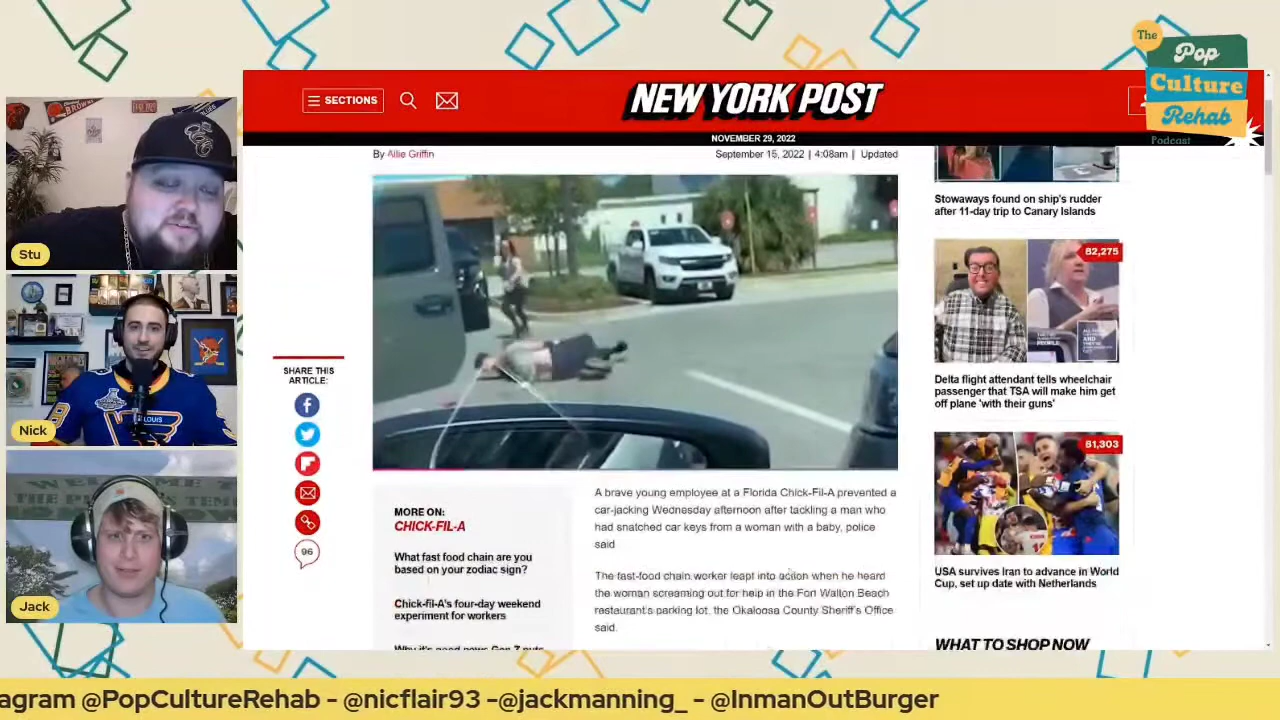 The
Pop
Culture
Rehab
Podcast
SECTIONS
NEW YORK POST
NOVEMBER 29, 2022
By Allie Griffin
September 15, 2022 | 4:08am | Updated
BROWNS
Stu
ST. LOUIS
Nick
WELCOME T
Jack
SHARE THIS
ARTICLE:
96
MORE ON:
CHICK-FIL-A
What fast food chain are you
based on your zodiac sign?
Chick-fil-A's four-day weekend
experiment for workers
A brave young employee at a Florida Chick-Fil-A prevented a
car-jacking Wednesday afternoon after tackling a man who
had snatched car keys from a woman with a baby, police
said.
The fast-food chain worker leapt into action when he heard
the woman screaming out for help in the Fort Walton Beach
restaurant's parking lot, the Okaloosa County Sheriff's Office
said.
Stowaways found on ship's rudder
after 11-day trip to Canary Islands
82,275
Delta flight attendant tells wheelchair
passenger that TSA will make him get
off plane 'with their guns'
81,303
USA survives Iran to advance in World
Cup, set up date with Netherlands
WHAT TO SHOP NOW
agram @PopCultureRehab - @nicflair93 -@jackmanning_ - @InmanOutBurger